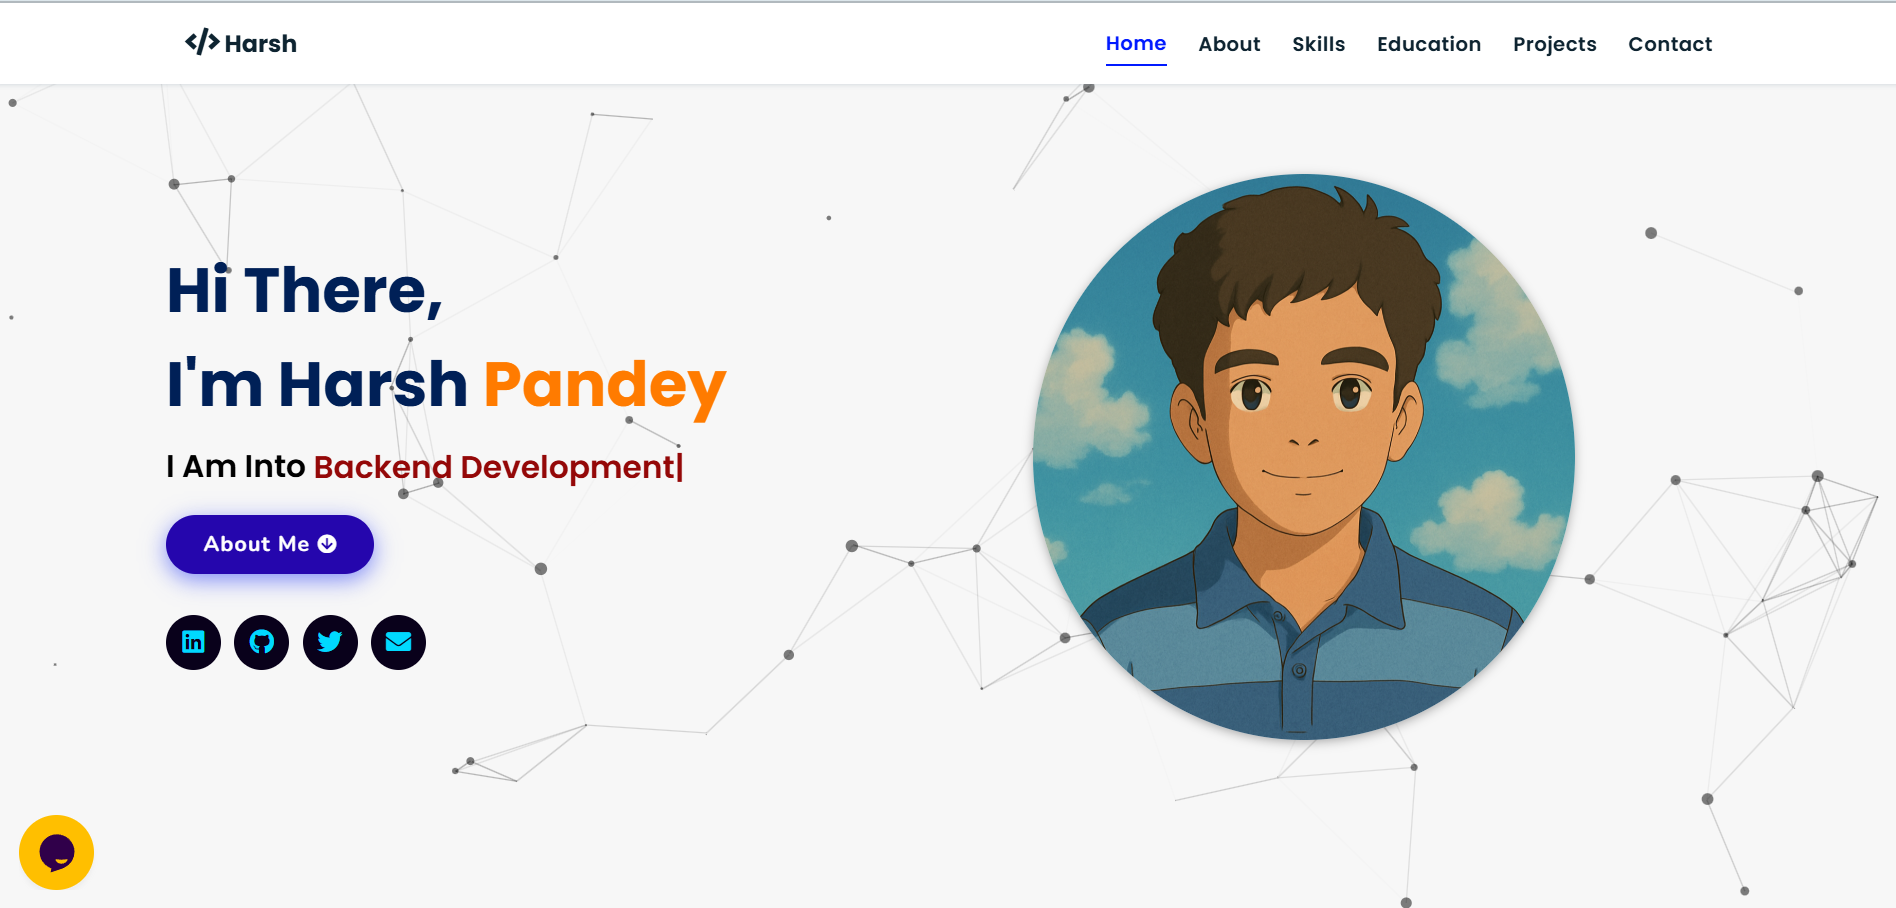 </> Harsh
Home About Skills Education Projects Contact
Hi There,
I'm Harsh Pandey
I Am Into Backend Development|
About Me